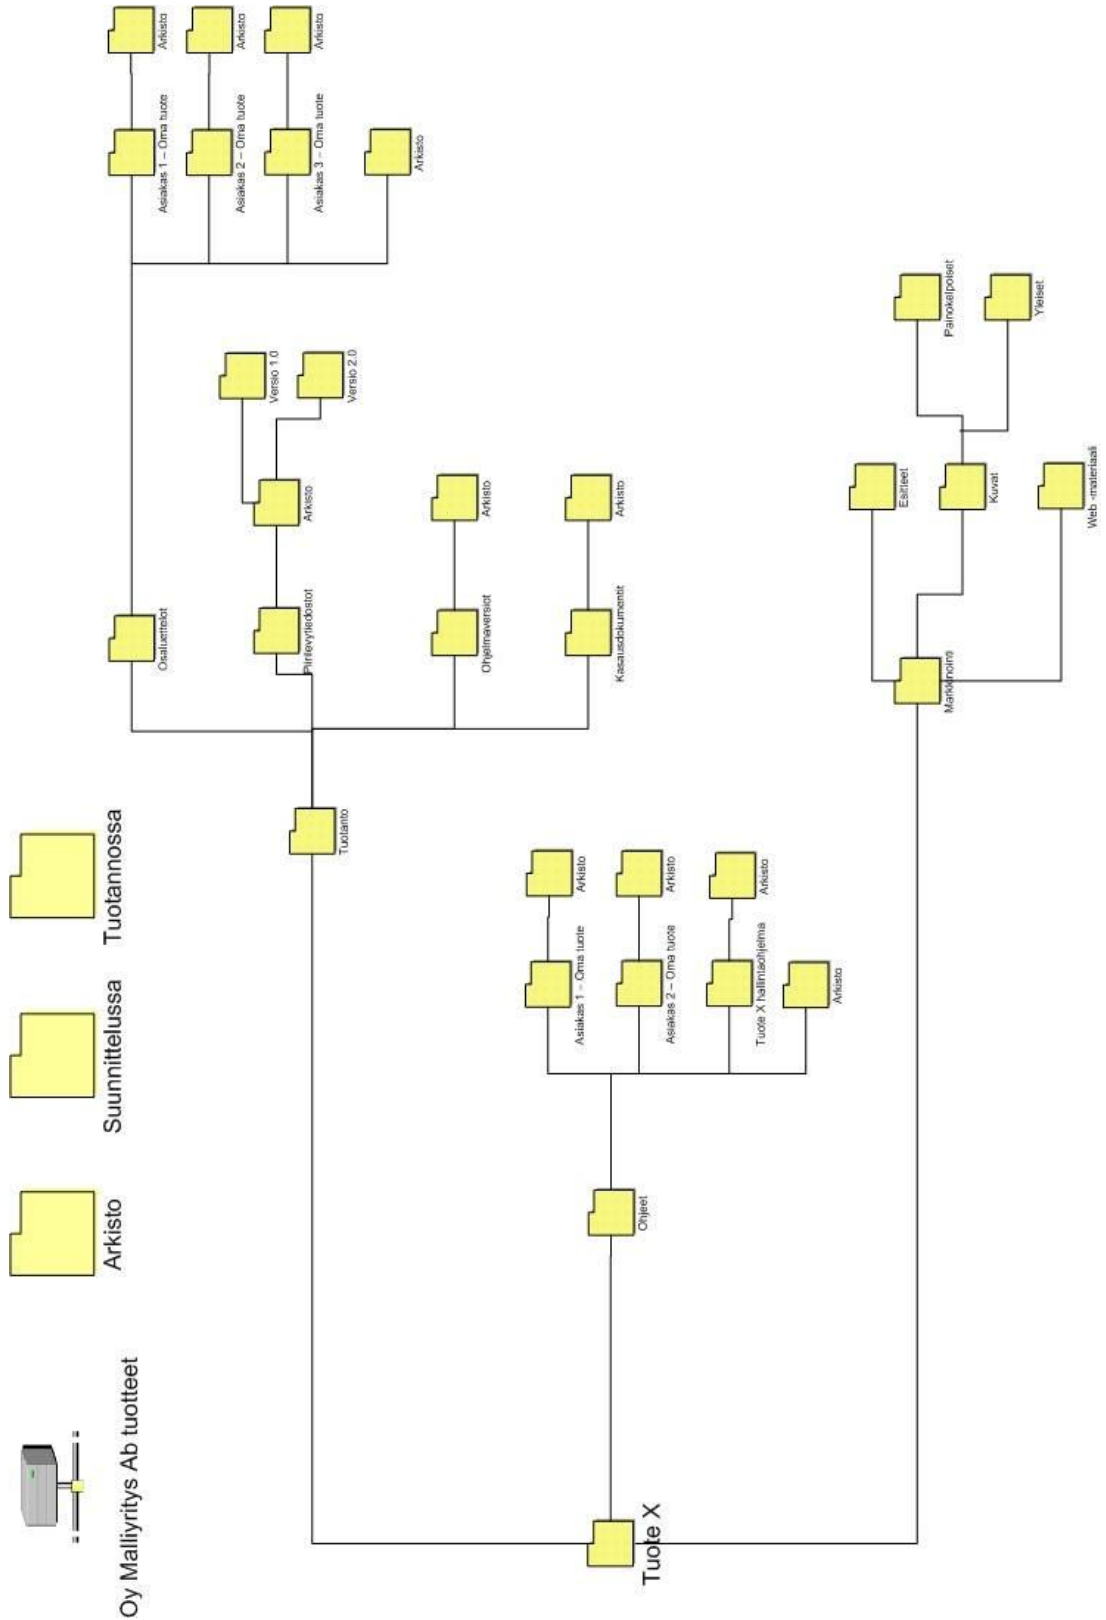 Oy Malliyritys Ab tuotteet
Arkisto
Suunnittelussa
Tuotannossa
Tuote X
Tuotanto
Osaluettelot
Asiakas 1 – Oma tuote
Arkisto
Asiakas 2 – Oma tuote
Arkisto
Asiakas 3 – Oma tuote
Arkisto
Arkisto
Piirilevytiedostot
Arkisto
Versio 1.0
Versio 2.0
Ohjelmaversiot
Arkisto
Kasausdokumentit
Arkisto
Ohjeet
Asiakas 1 – Oma tuote
Arkisto
Asiakas 2 – Oma tuote
Arkisto
Tuote X hallintaohjelma
Arkisto
Arkisto
Markkinointi
Esitteet
Kuvat
Painokelpoiset
Yleiset
Web -materiaali